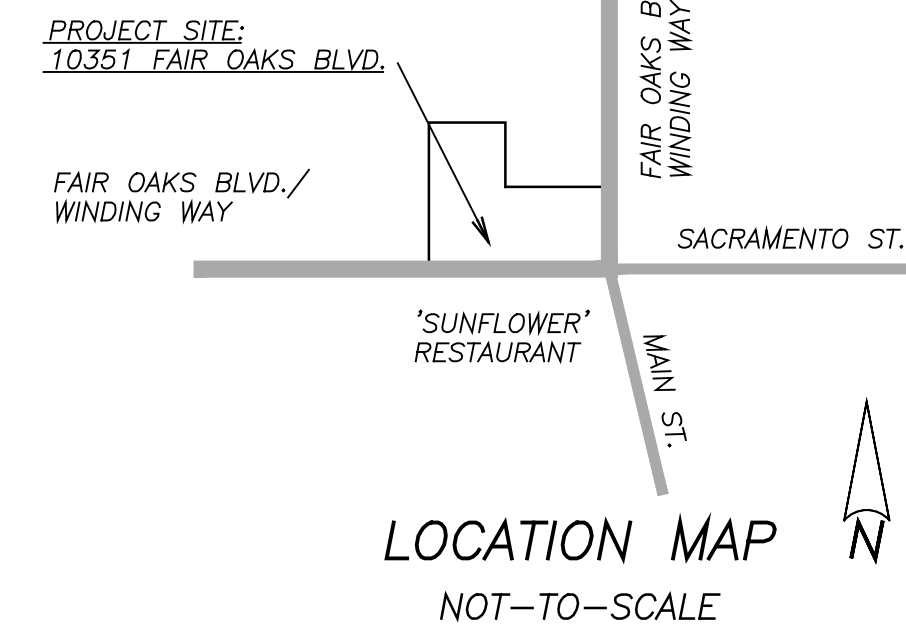 PROJECT SITE:
10351 FAIR OAKS BLVD.
FAIR OAKS B
WINDING WAY
FAIR OAKS BLVD./
WINDING WAY
SACRAMENTO ST.
'SUNFLOWER'
RESTAURANT
MAIN ST.
N
LOCATION MAP
NOT-TO-SCALE